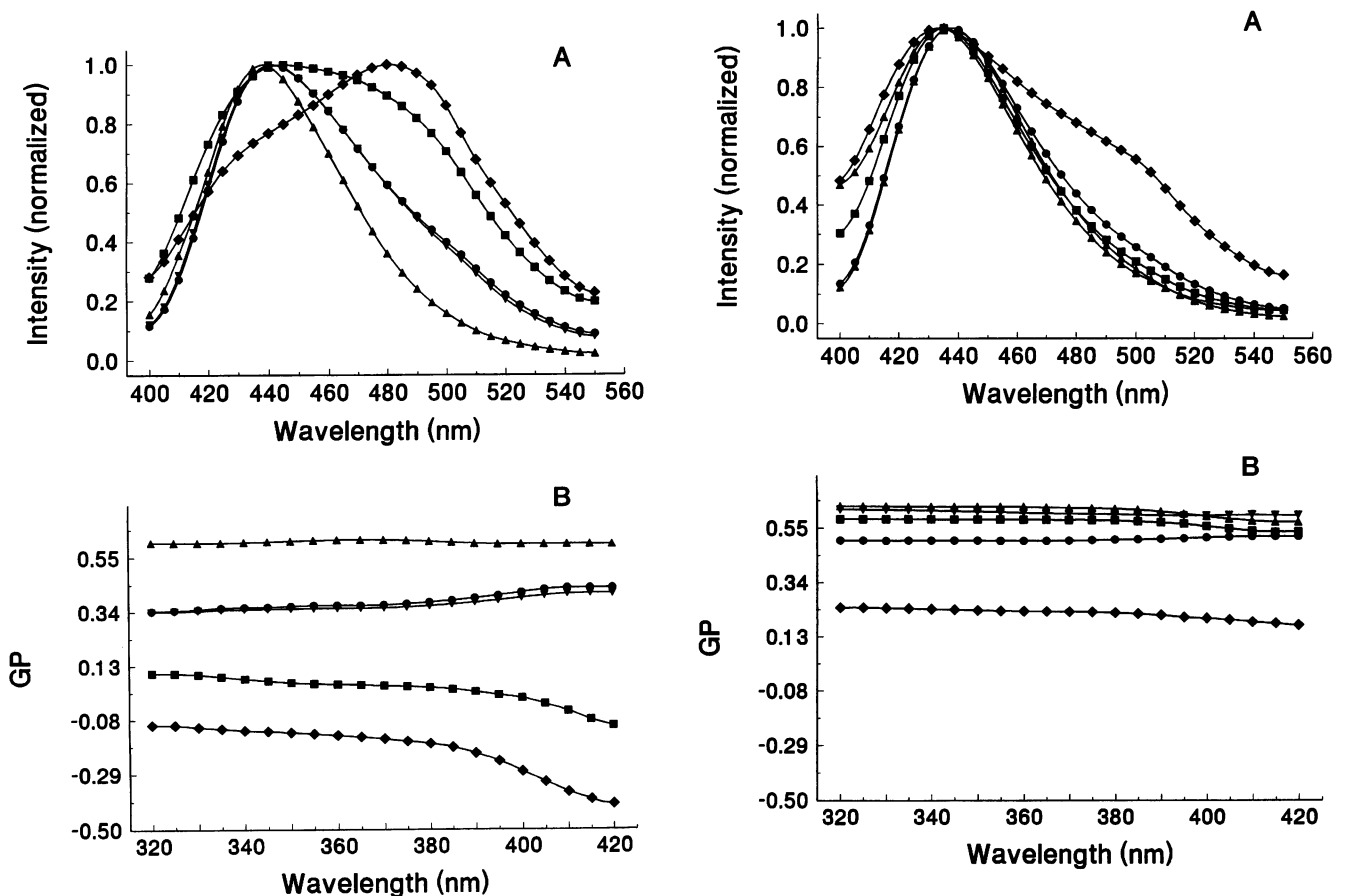 A
Intensity (normalized)
1.0
0.8
0.6
0.4
0.2
0.0
400 420 440 460 480 500 520 540 560
Wavelength (nm)
A
Intensity (normalized)
1.0
0.8
0.6
0.4
0.2
0.0
400 420 440 460 480 500 520 540 560
Wavelength (nm)
B
GP
0.55
0.34
0.13
-0.08
-0.29
-0.50
320 340 360 380 400 420
Wavelength (nm)
B
GP
0.55
0.34
0.13
-0.08
-0.29
-0.50
320 340 360 380 400 420
Wavelength (nm)